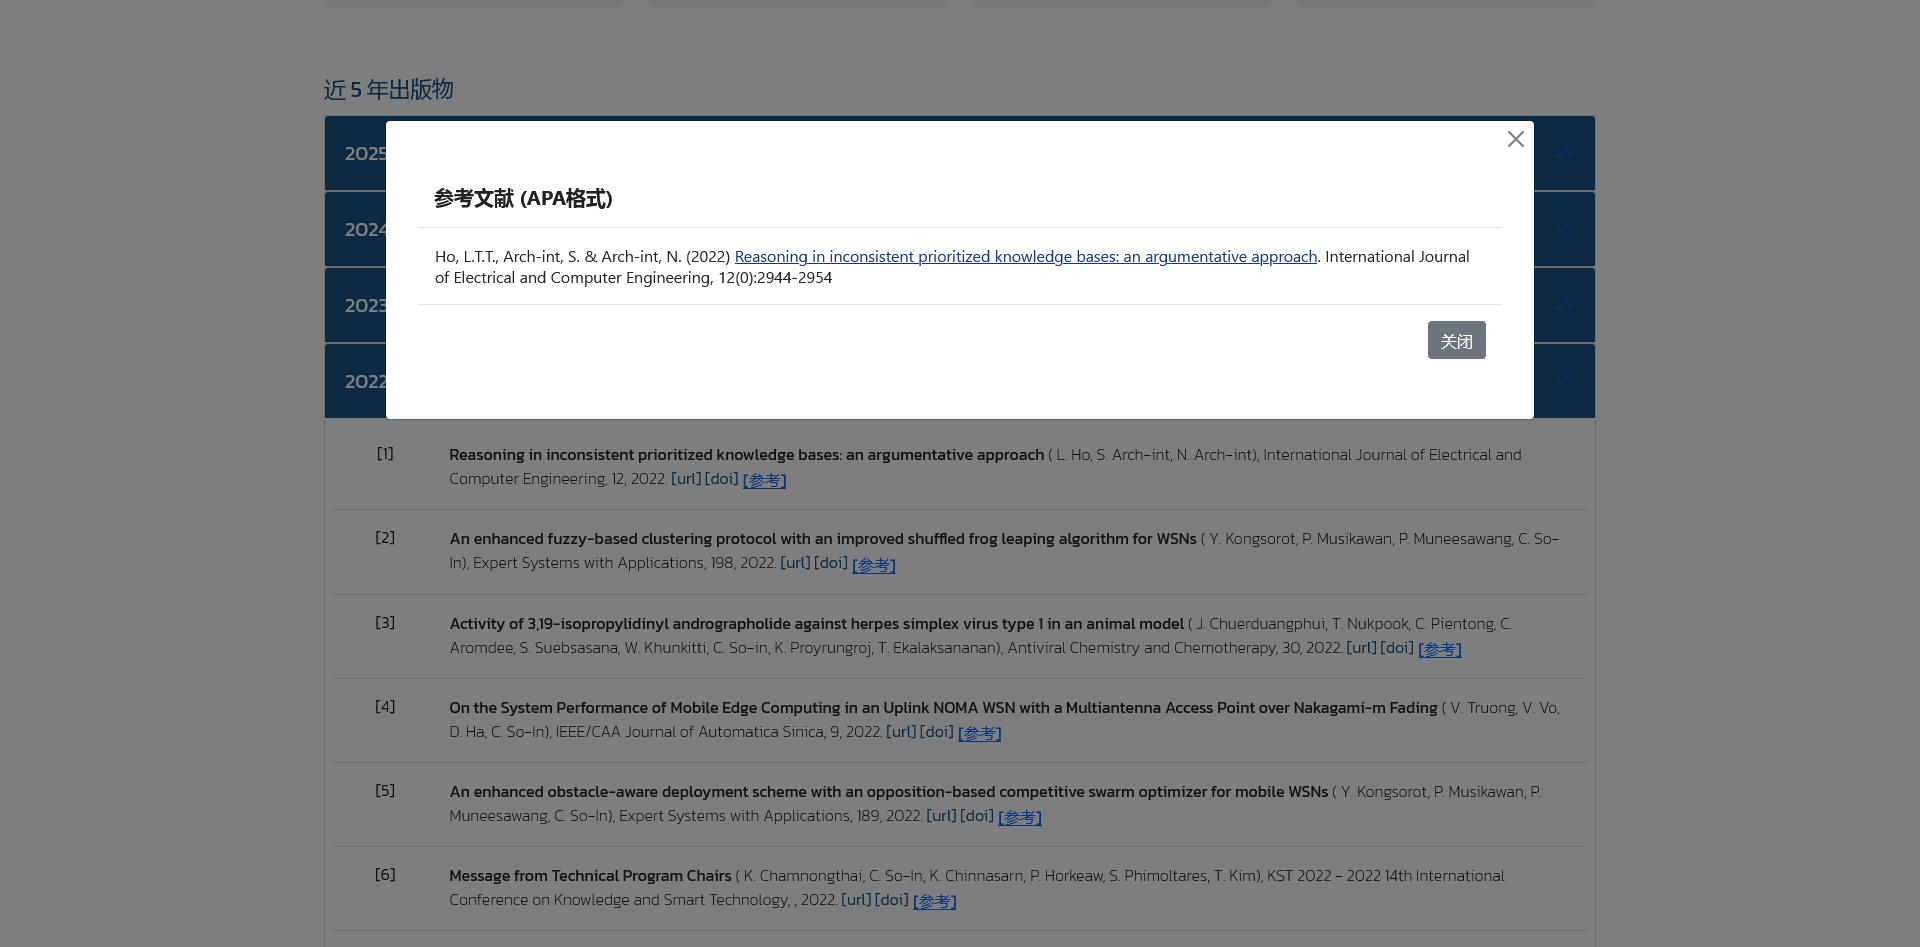 近 5 年出版物
2025
2024
2023
2022
参考文献 (APA格式)
Ho, L.T.T., Arch-int, S. & Arch-int, N. (2022) Reasoning in inconsistent prioritized knowledge bases: an argumentative approach. International Journal
of Electrical and Computer Engineering, 12(0):2944-2954
关闭
[1] Reasoning in inconsistent prioritized knowledge bases: an argumentative approach ( L. Ho, S. Arch-int, N. Arch-int), International Journal of Electrical and
Computer Engineering, 12, 2022. [url] [doi] [参考]
[2] An enhanced fuzzy-based clustering protocol with an improved shuffled frog leaping algorithm for WSNs ( Y. Kongsorot, P. Musikawan, P. Muneesawang, C. So-
In), Expert Systems with Applications, 198, 2022. [url] [doi] [参考]
[3] Activity of 3,19-isopropylidinyl andrographolide against herpes simplex virus type 1 in an animal model ( J. Chuerduangphui, T. Nukpook, C. Pientong, C.
Aromdee, S. Suebsasana, W. Khunkitti, C. So-in, K. Proyrungroj, T. Ekalaksananan), Antiviral Chemistry and Chemotherapy, 30, 2022. [url] [doi] [参考]
[4] On the System Performance of Mobile Edge Computing in an Uplink NOMA WSN with a Multiantenna Access Point over Nakagami-m Fading ( V. Truong, V. Vo,
D. Ha, C. So-In), IEEE/CAA Journal of Automatica Sinica, 9, 2022. [url] [doi] [参考]
[5] An enhanced obstacle-aware deployment scheme with an opposition-based competitive swarm optimizer for mobile WSNs ( Y. Kongsorot, P. Musikawan, P.
Muneesawang, C. So-In), Expert Systems with Applications, 189, 2022. [url] [doi] [参考]
[6] Message from Technical Program Chairs ( K. Chamnongthai, C. So-In, K. Chinnasarn, P. Horkeaw, S. Phimoltares, T. Kim), KST 2022 - 2022 14th International
Conference on Knowledge and Smart Technology, , 2022. [url] [doi] [参考]